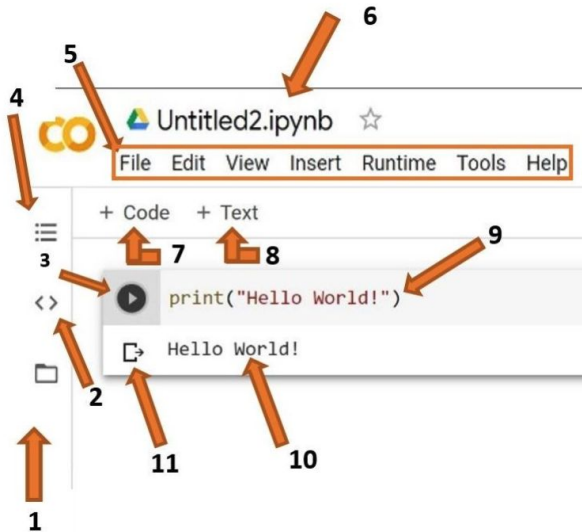 6
5
4
CO Untitled2.ipynb
File Edit View Insert Runtime Tools Help
+ Code + Text
7 8 9
3
print("Hello World!")
Hello World!
2
11 10
1